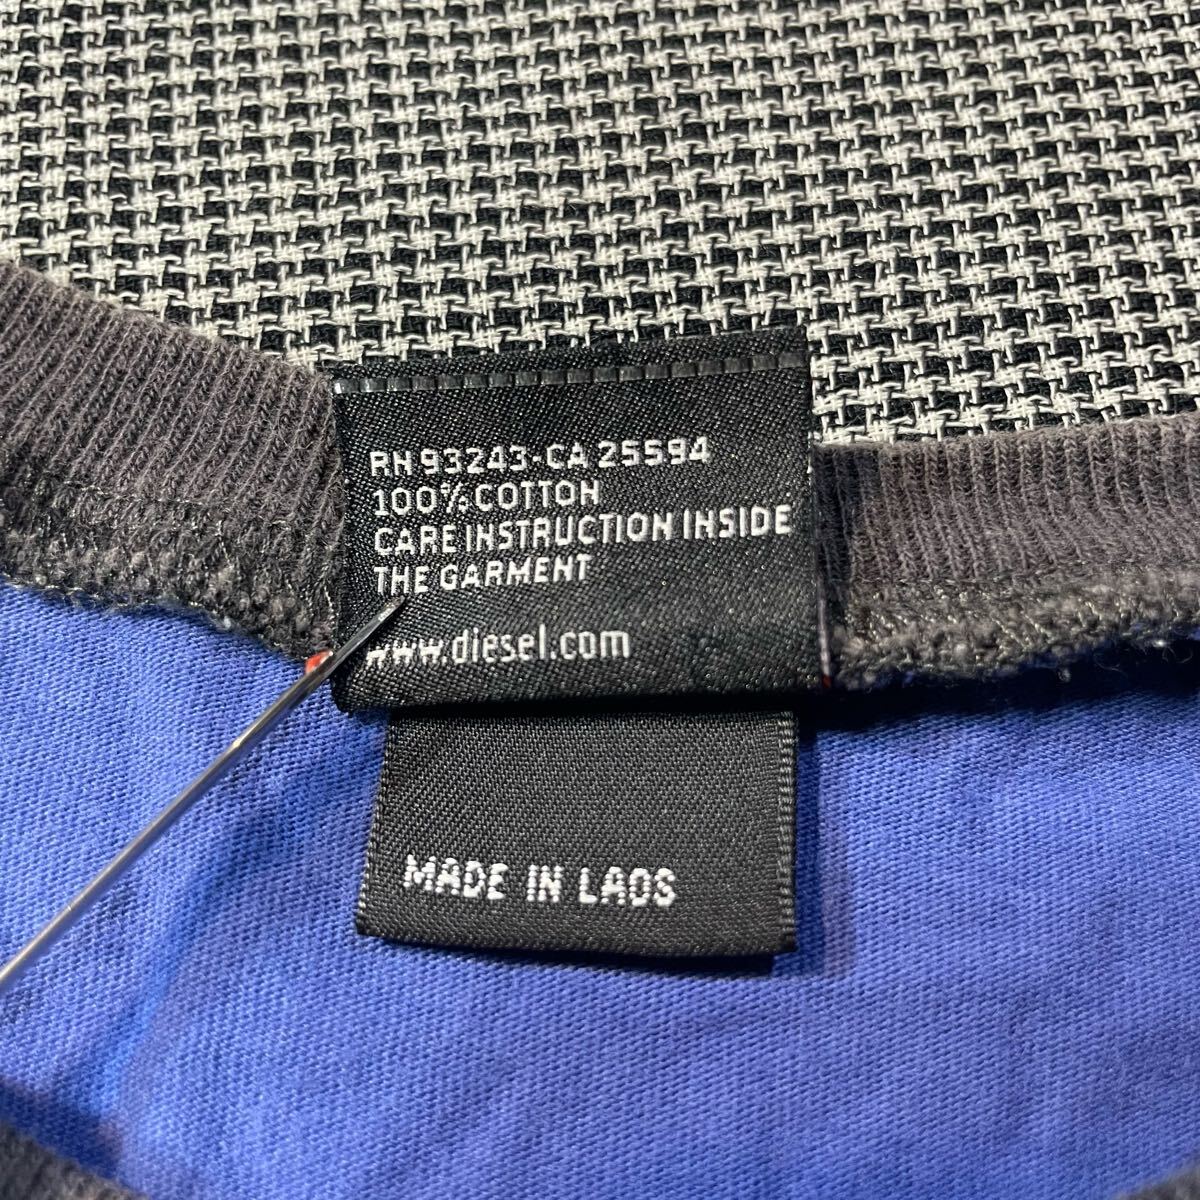 RN 93243-CA 25594
100% COTTON
CARE INSTRUCTION INSIDE
THE GARMENT
www.diesel.com
MADE IN LAOS